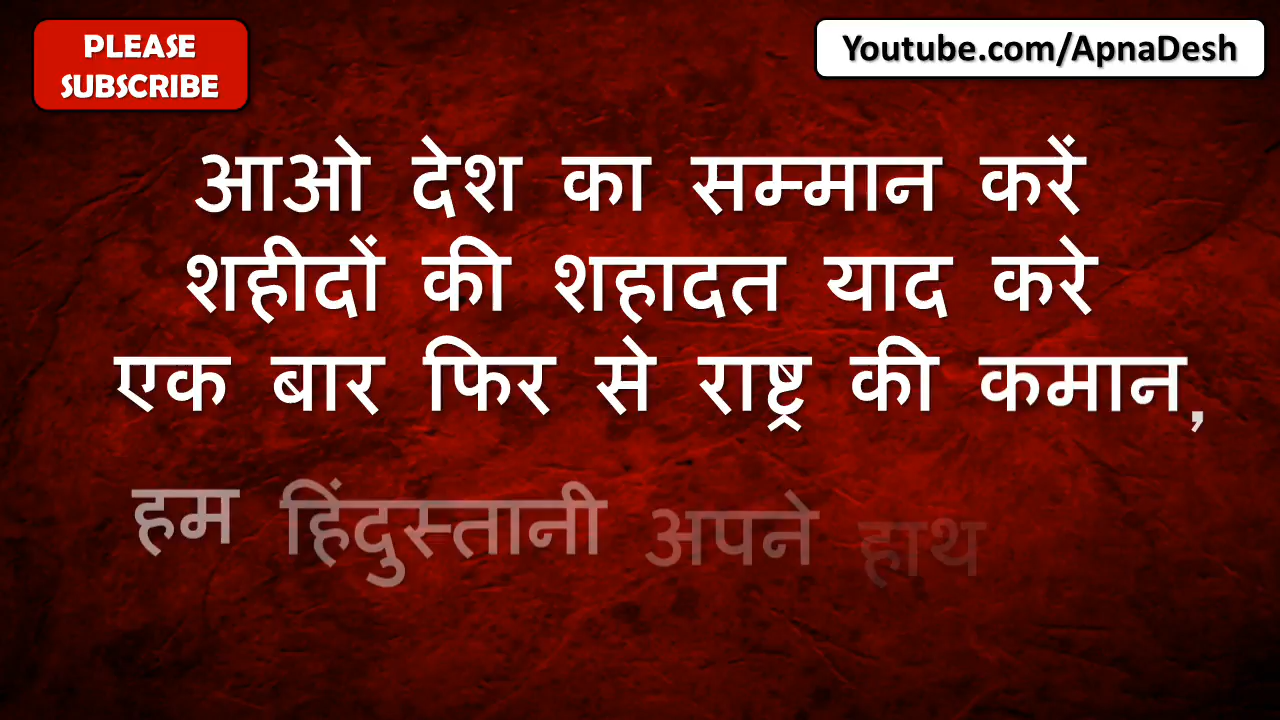 PLEASE
SUBSCRIBE
Youtube.com/ApnaDesh
आओ देश का सम्मान करें
शहीदों की शहादत याद करे
एक बार फिर से राष्ट्र की कमान,
हम हिंदुस्तानी अपने हाथ